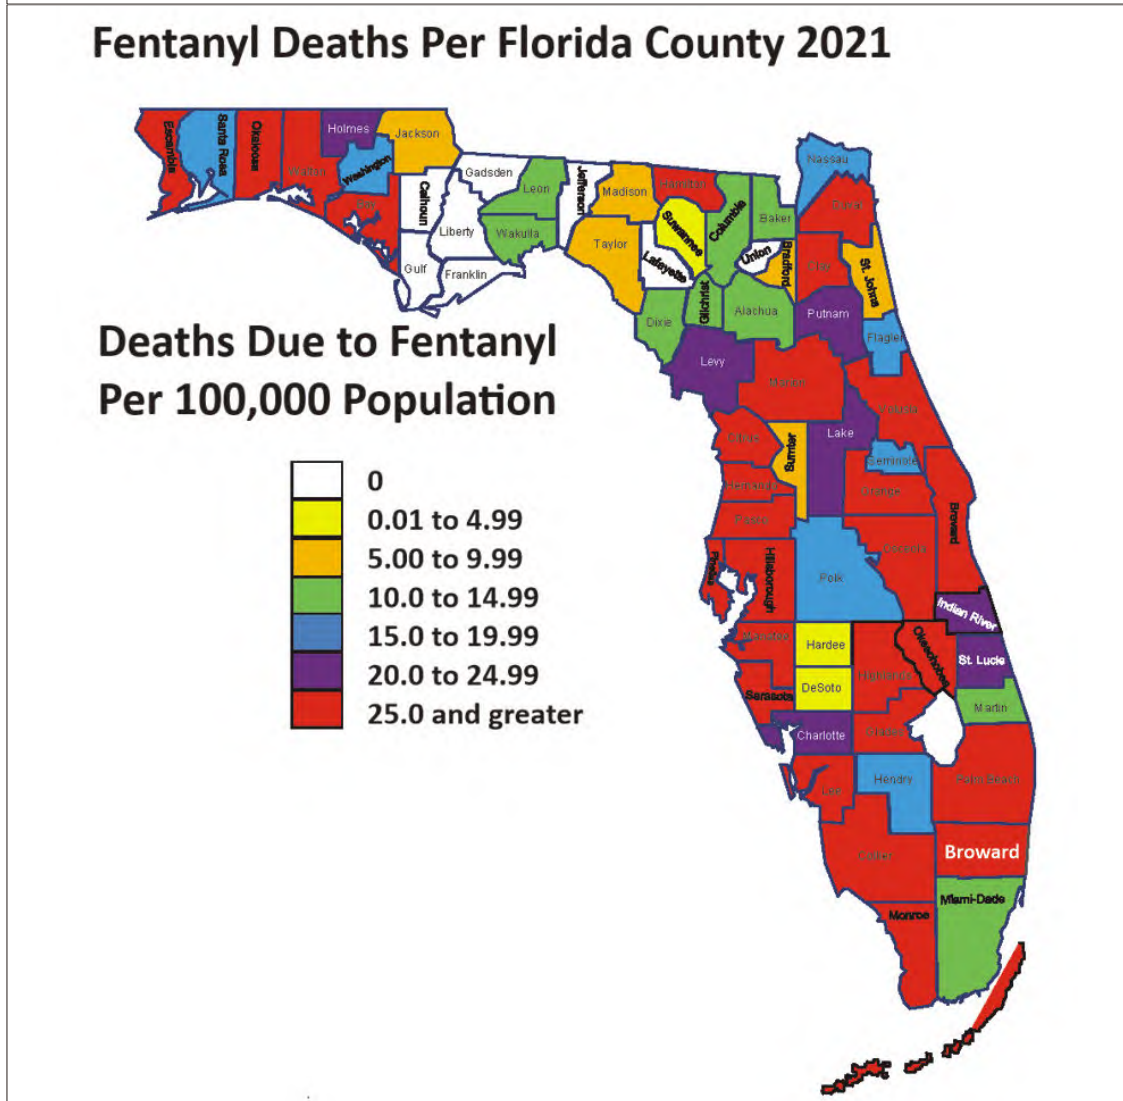 Fentanyl Deaths Per Florida County 2021
Escambia
Santa Rosa
Okaloosa
Walton
Holmes
Washington
Jackson
Bay
Calhoun
Gulf
Gadsden
Liberty
Franklin
Leon
Wakulla
Jefferson
Madison
Taylor
Hamilton
Suwannee
Lafayette
Columbia
Baker
Union
Bradford
Nassau
Duval
Clay
St. Johns
Dixie
Gilchrist
Alachua
Putnam
Flagler
Levy
Marion
Volusia
Deaths Due to Fentanyl
Per 100,000 Population
Citrus
Sumter
Lake
Seminole
Hernando
Orange
Pasco
Brevard
0
0.01 to 4.99
5.00 to 9.99
10.0 to 14.99
15.0 to 19.99
20.0 to 24.99
25.0 and greater
Pinellas
Hillsborough
Polk
Osceola
Indian River
Manatee
Hardee
Highlands
Okeechobee
St. Lucie
Sarasota
DeSoto
Martin
Charlotte
Glades
Lee
Hendry
Palm Beach
Collier
Broward
Monroe
Miami-Dade